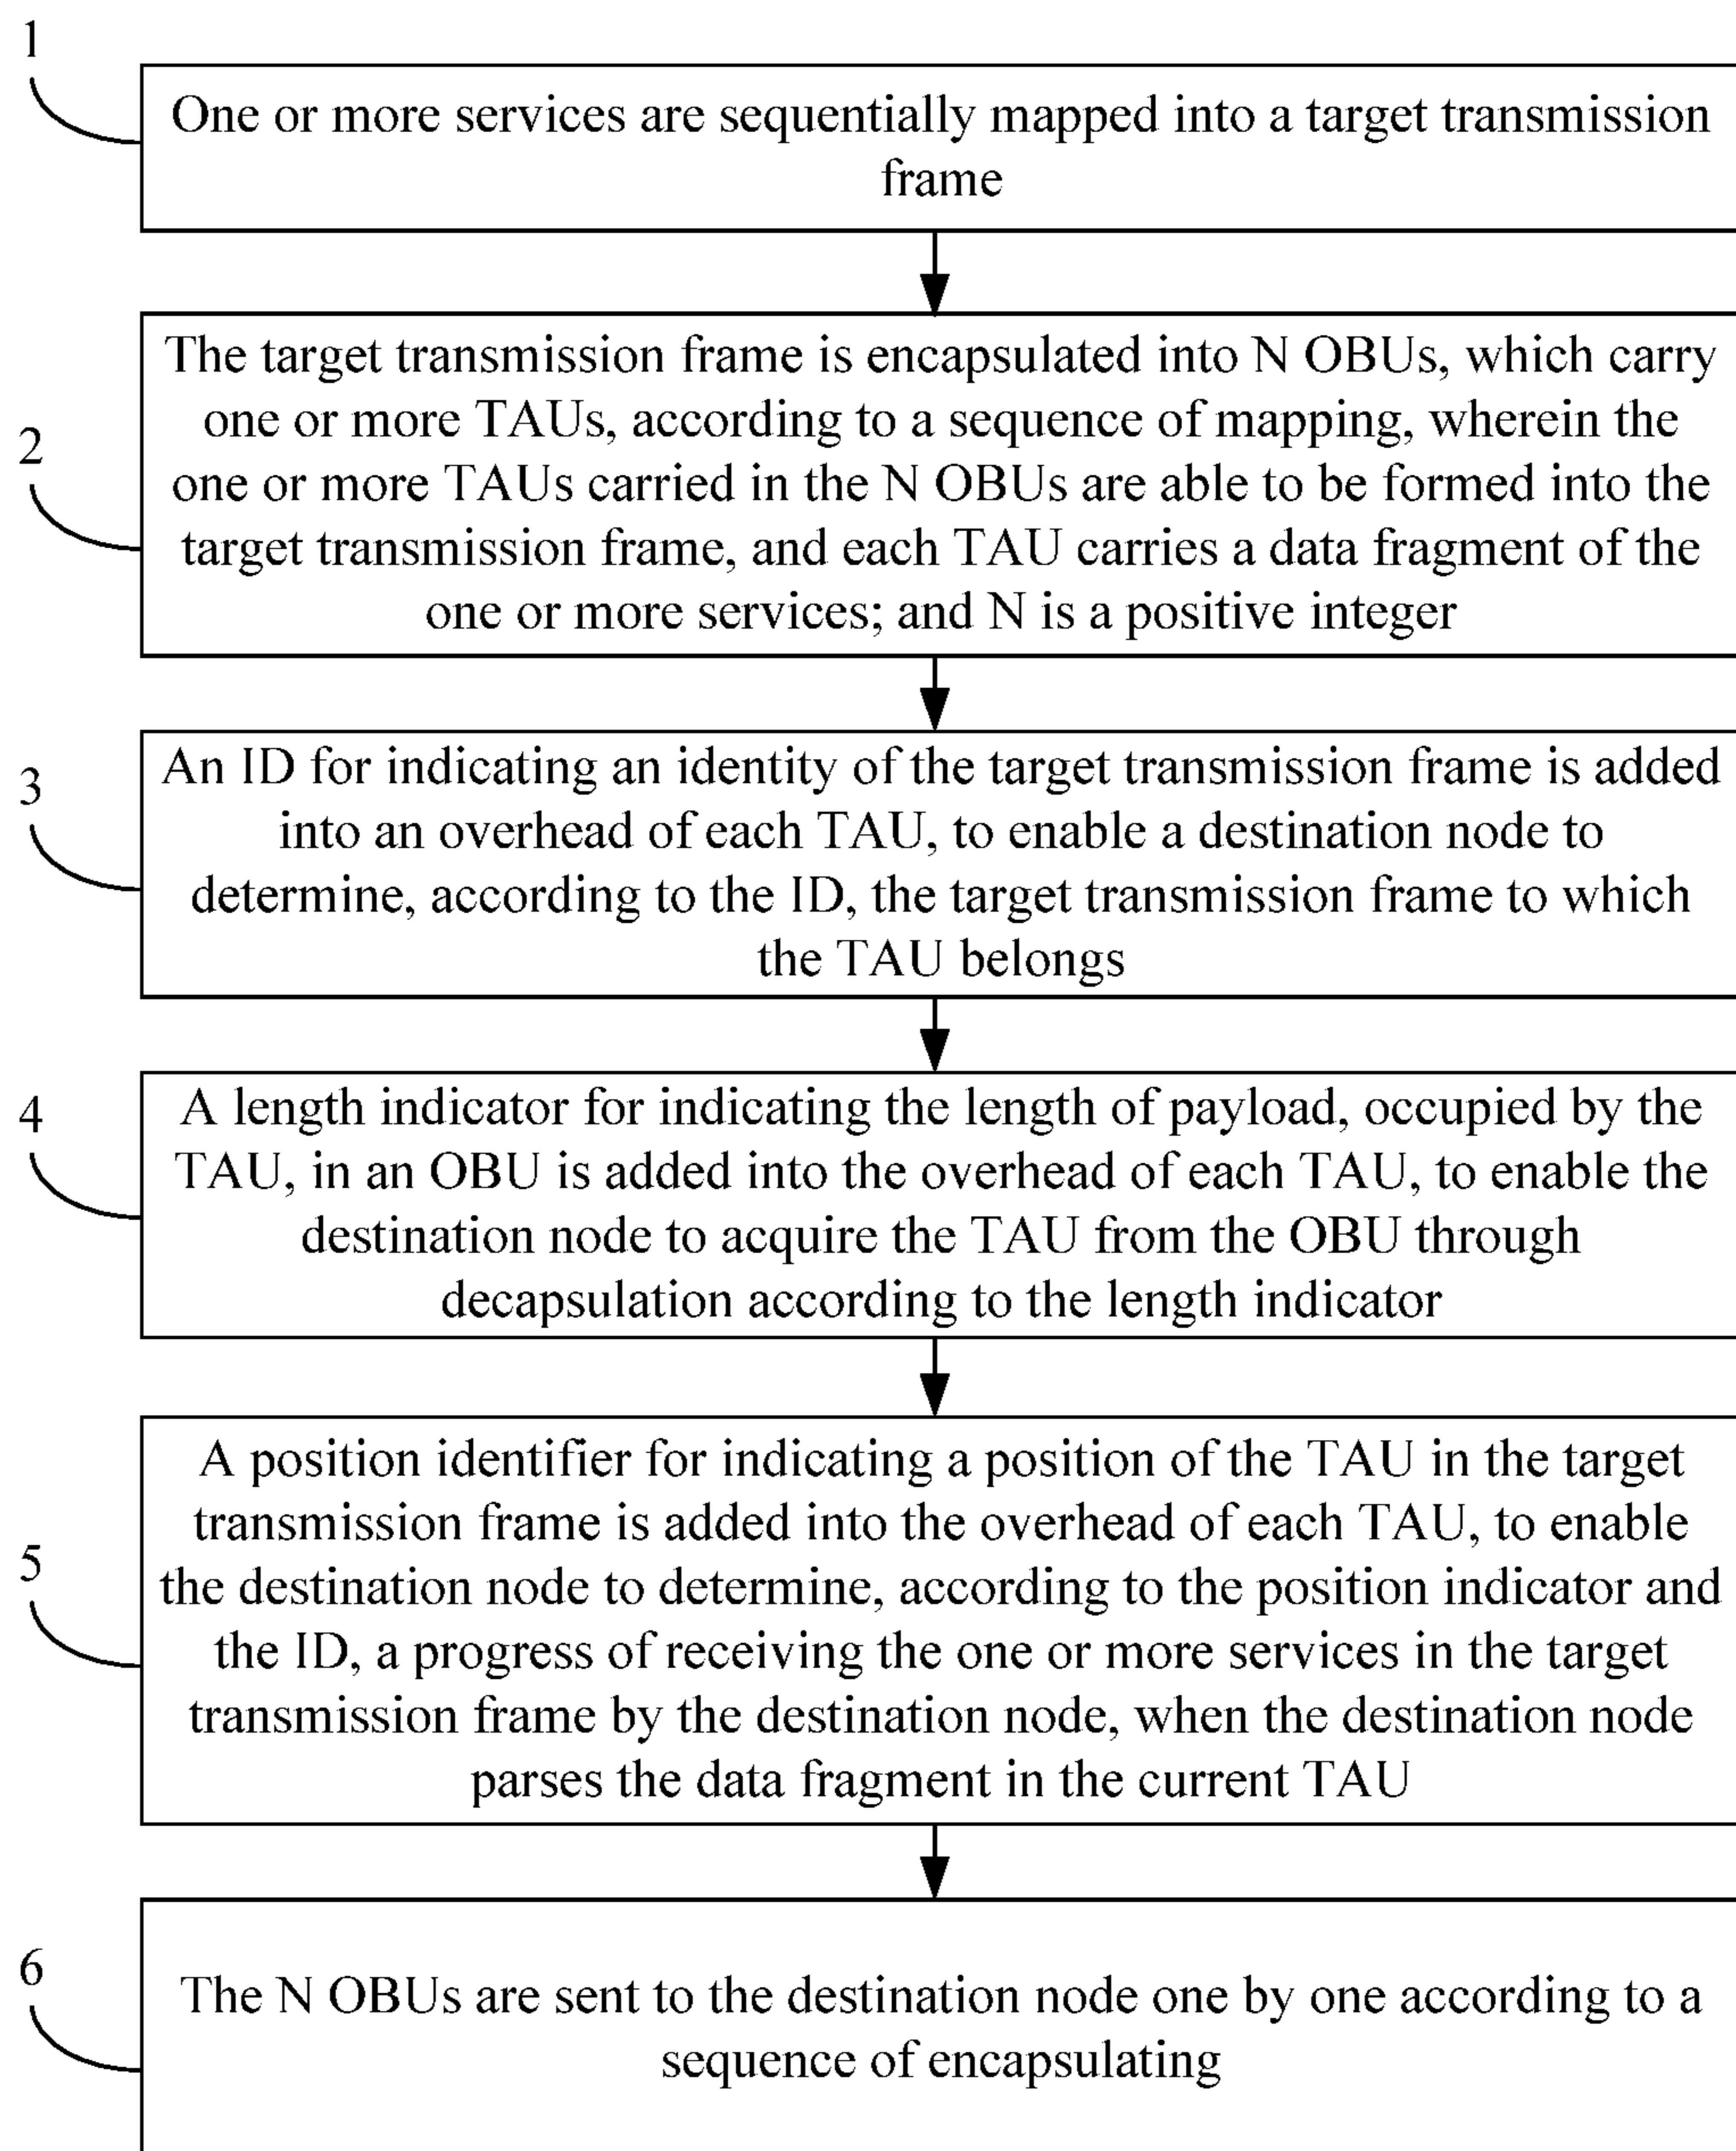 1
One or more services are sequentially mapped into a target transmission
frame
2
The target transmission frame is encapsulated into N OBUs, which carry
one or more TAUs, according to a sequence of mapping, wherein the
one or more TAUs carried in the N OBUs are able to be formed into the
target transmission frame, and each TAU carries a data fragment of the
one or more services; and N is a positive integer
3
An ID for indicating an identity of the target transmission frame is added
into an overhead of each TAU, to enable a destination node to
determine, according to the ID, the target transmission frame to which
the TAU belongs
4
A length indicator for indicating the length of payload, occupied by the
TAU, in an OBU is added into the overhead of each TAU, to enable the
destination node to acquire the TAU from the OBU through
decapsulation according to the length indicator
5
A position identifier for indicating a position of the TAU in the target
transmission frame is added into the overhead of each TAU, to enable
the destination node to determine, according to the position indicator and
the ID, a progress of receiving the one or more services in the target
transmission frame by the destination node, when the destination node
parses the data fragment in the current TAU
6
The N OBUs are sent to the destination node one by one according to a
sequence of encapsulating